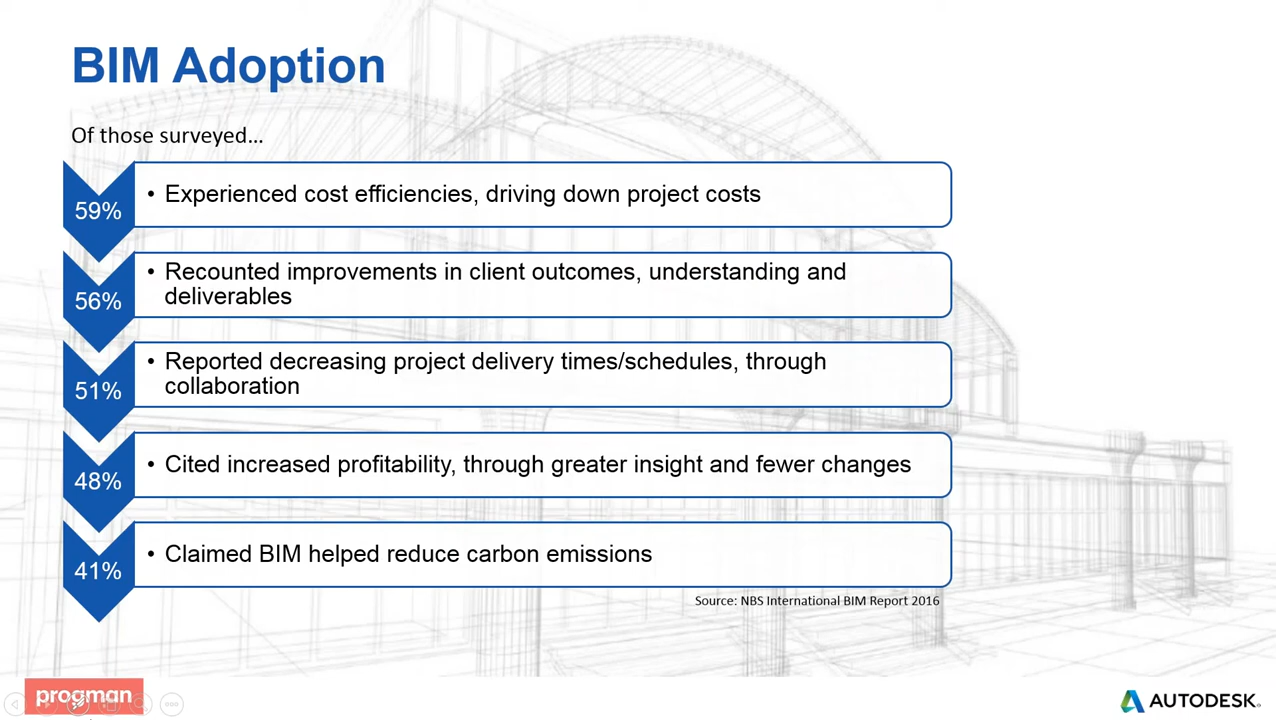 BIM Adoption
Of those surveyed...
59%
• Experienced cost efficiencies, driving down project costs
56%
• Recounted improvements in client outcomes, understanding and
deliverables
51%
• Reported decreasing project delivery times/schedules, through
collaboration
48%
• Cited increased profitability, through greater insight and fewer changes
41%
• Claimed BIM helped reduce carbon emissions
Source: NBS International BIM Report 2016
progman
AUTODESK.